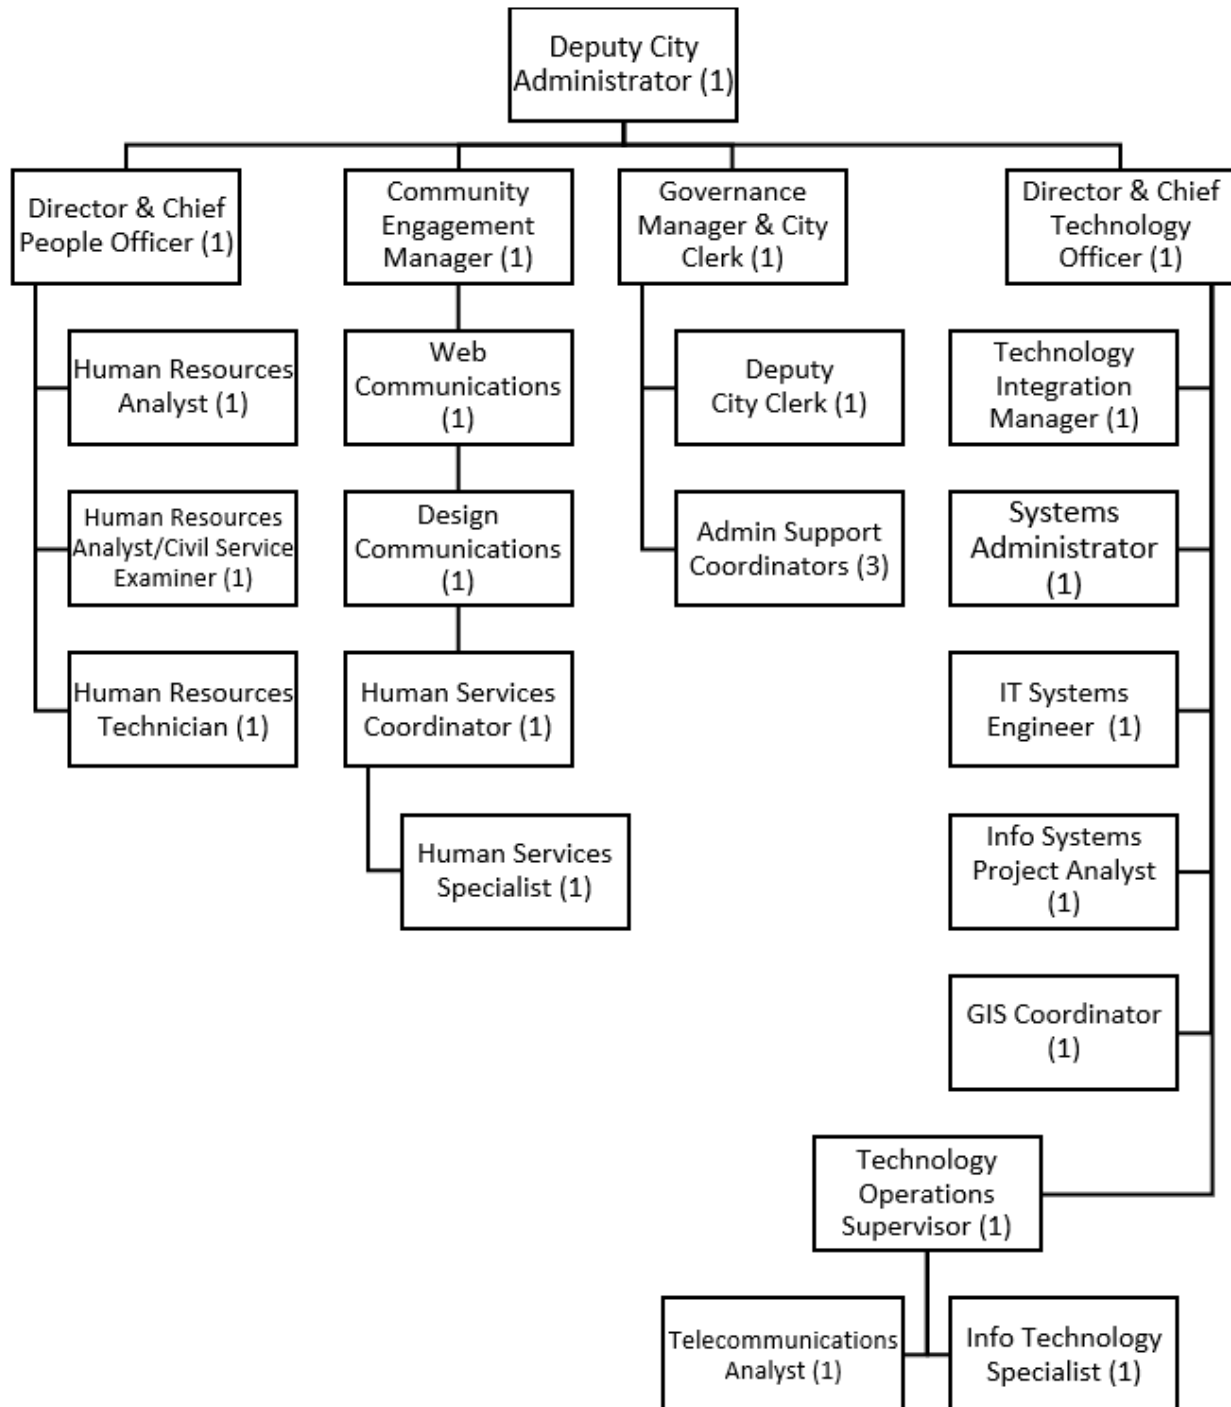 Deputy City
Administrator (1)
Director & Chief
People Officer (1)
Community
Engagement
Manager (1)
Governance
Manager & City
Clerk (1)
Director & Chief
Technology
Officer (1)
Human Resources
Analyst (1)
Web
Communications
(1)
Deputy
City Clerk (1)
Technology
Integration
Manager (1)
Human Resources
Analyst/Civil Service
Examiner (1)
Design
Communications
(1)
Admin Support
Coordinators (3)
Systems
Administrator
(1)
Human Resources
Technician (1)
Human Services
Coordinator (1)
IT Systems
Engineer (1)
Human Services
Specialist (1)
Info Systems
Project Analyst
(1)
GIS Coordinator
(1)
Technology
Operations
Supervisor (1)
Telecommunications
Analyst (1)
Info Technology
Specialist (1)